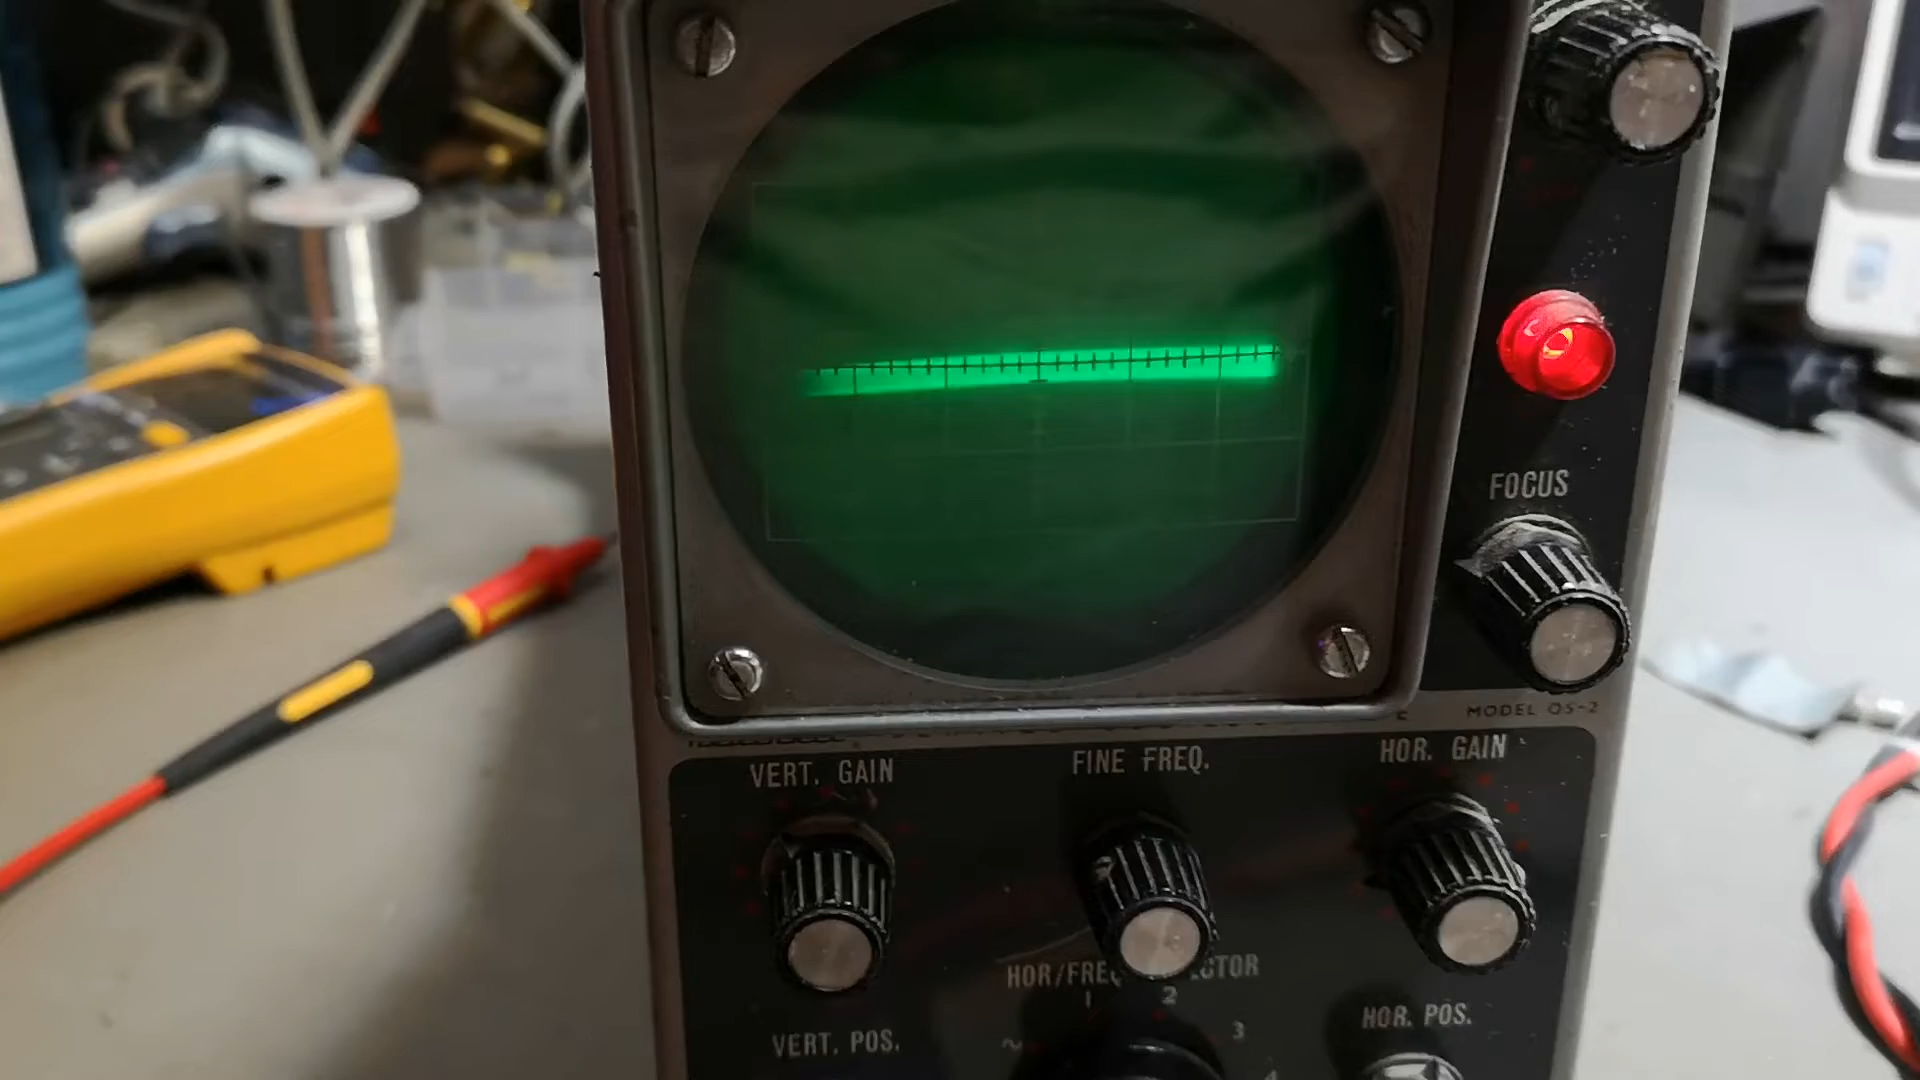 FOCUS
MODEL OS-2
VERT. GAIN
FINE FREQ.
HOR. GAIN
HOR/FREQ
1 2
VERT. POS.
~
3
HOR. POS.
4